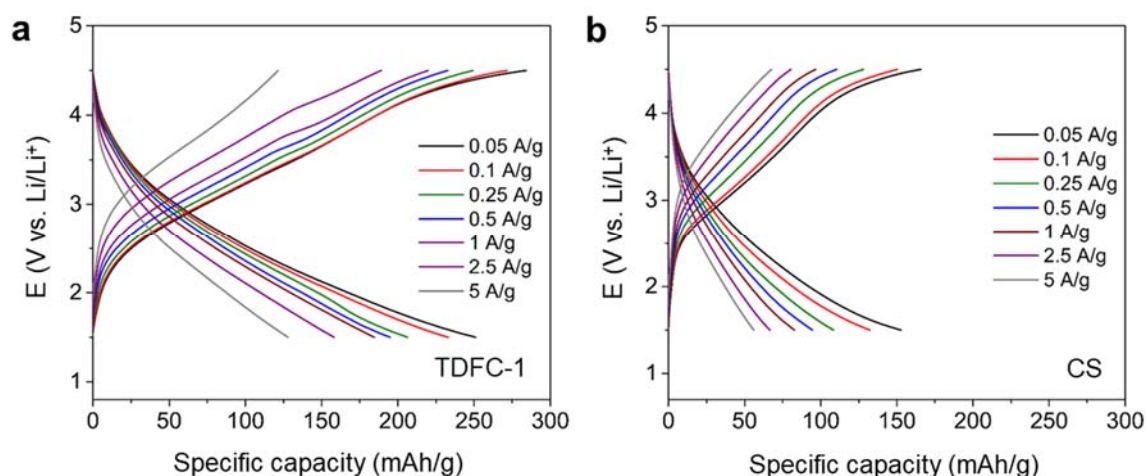 a
5
4
3
2
1
E (V vs. Li/Li⁺)
0.05 A/g
0.1 A/g
0.25 A/g
0.5 A/g
1 A/g
2.5 A/g
5 A/g
TDFC-1
0 50 100 150 200 250 300
Specific capacity (mAh/g)
b
5
4
3
2
1
E (V vs. Li/Li⁺)
0.05 A/g
0.1 A/g
0.25 A/g
0.5 A/g
1 A/g
2.5 A/g
5 A/g
CS
0 50 100 150 200 250 300
Specific capacity (mAh/g)